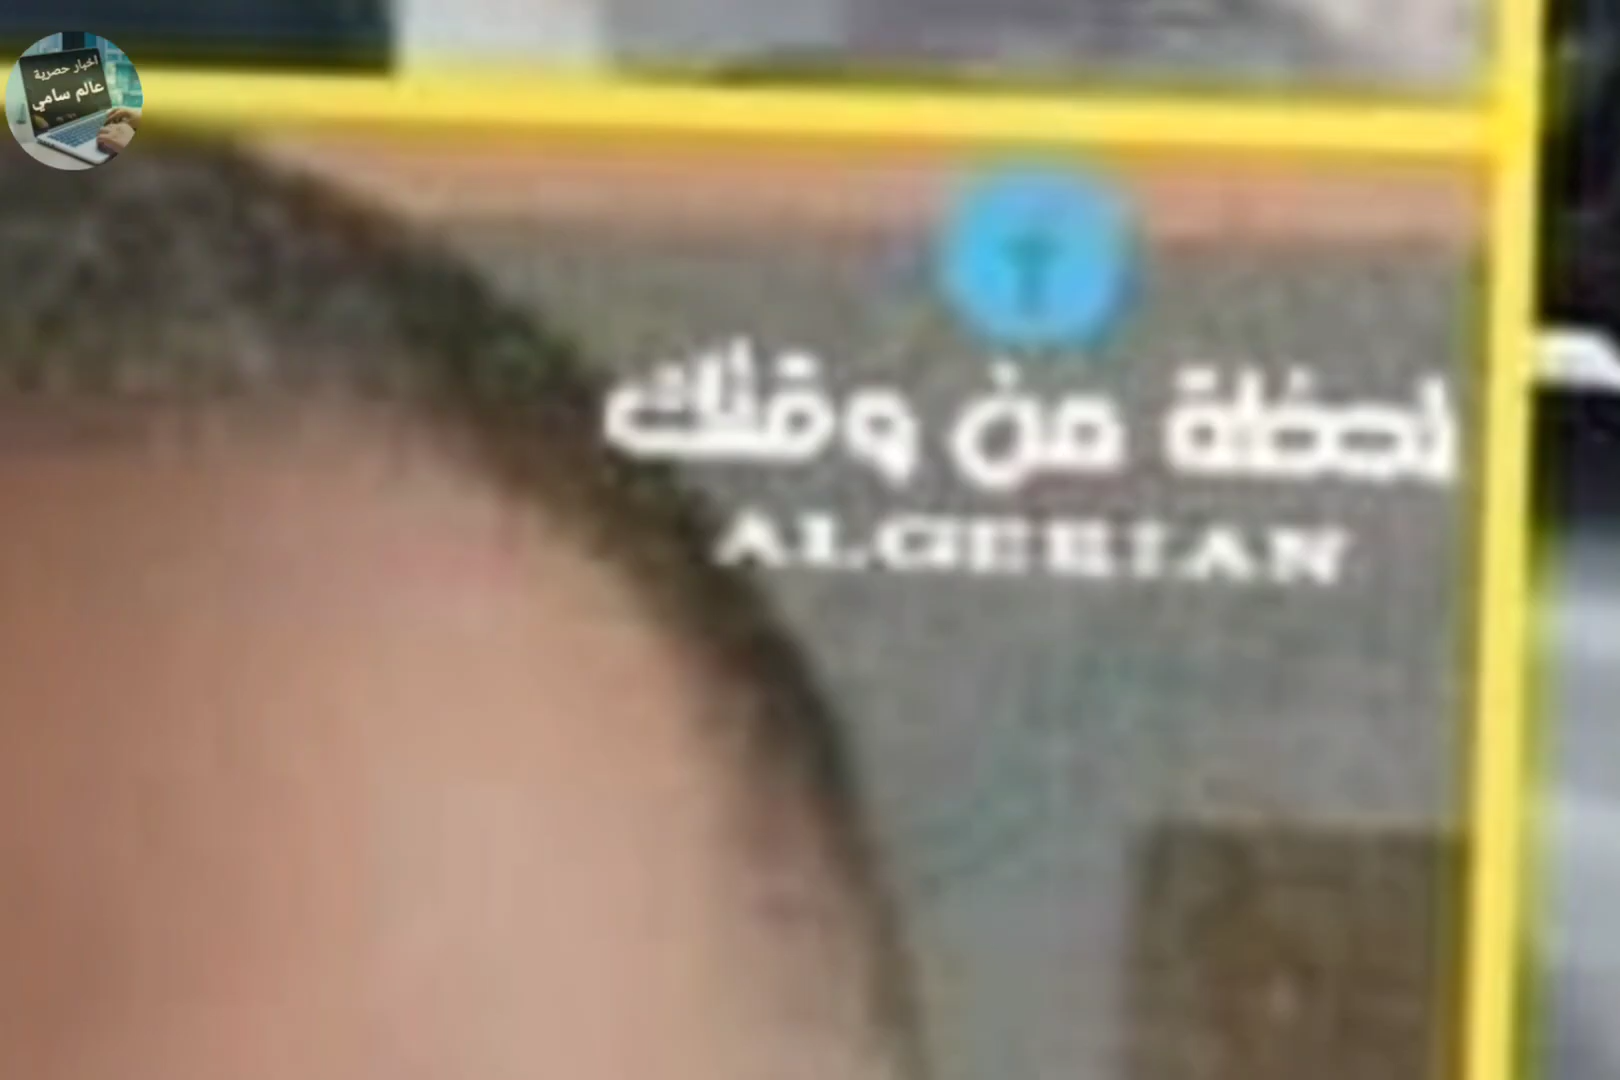 اخبار حصرية
عالم سامي
لحظة من وقتك
ALGERIAN